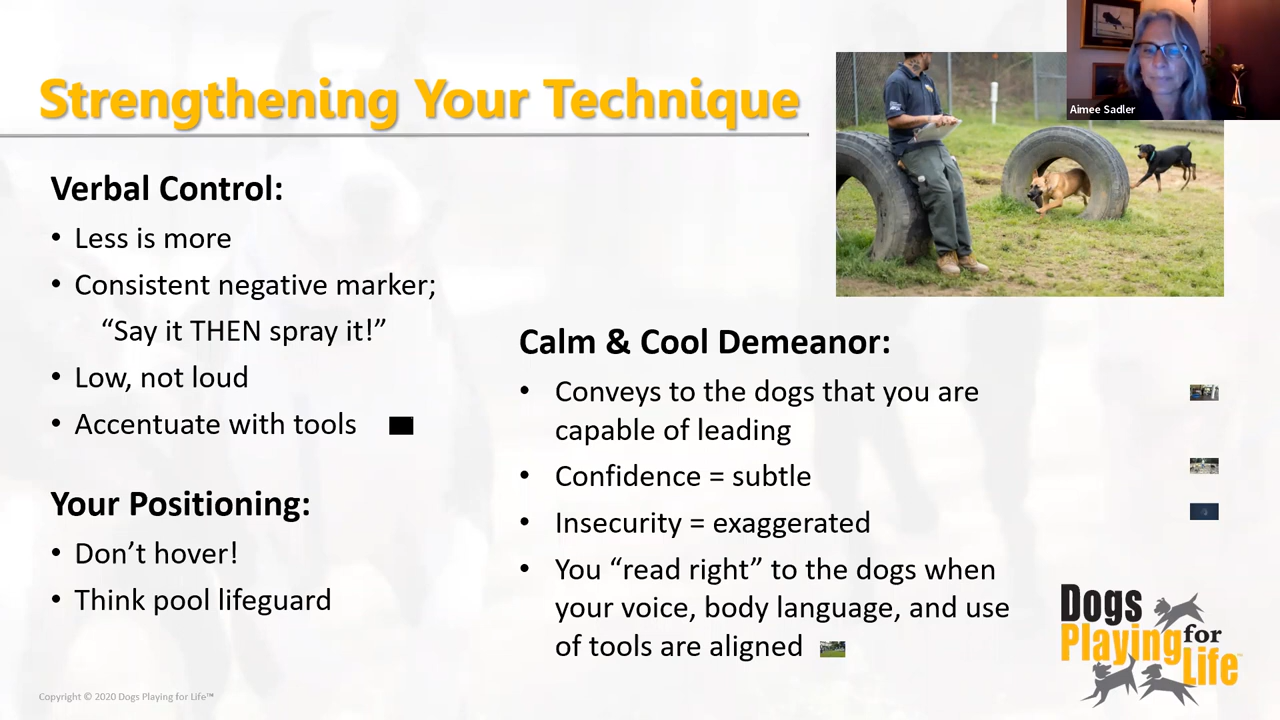 Strengthening Your Technique
Aimee Sadler
Verbal Control:
• Less is more
• Consistent negative marker;
“Say it THEN spray it!”
• Low, not loud
• Accentuate with tools
Your Positioning:
• Don’t hover!
• Think pool lifeguard
Calm & Cool Demeanor:
• Conveys to the dogs that you are
capable of leading
• Confidence = subtle
• Insecurity = exaggerated
• You “read right” to the dogs when
your voice, body language, and use
of tools are aligned
Dogs
Playing for
Life™
Copyright © 2020 Dogs Playing for Life™